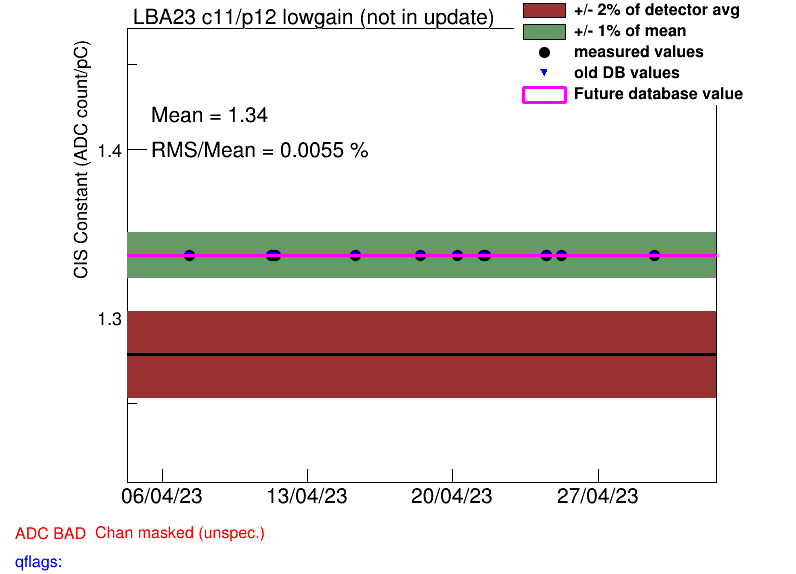 LBA23 c11/p12 lowgain (not in update)
+/- 2% of detector avg
+/- 1% of mean
measured values
old DB values
Future database value
CIS Constant (ADC count/pC)
Mean = 1.34
RMS/Mean = 0.0055 %
1.4
1.3
06/04/23 13/04/23 20/04/23 27/04/23
ADC BAD Chan masked (unspec.)
qflags: